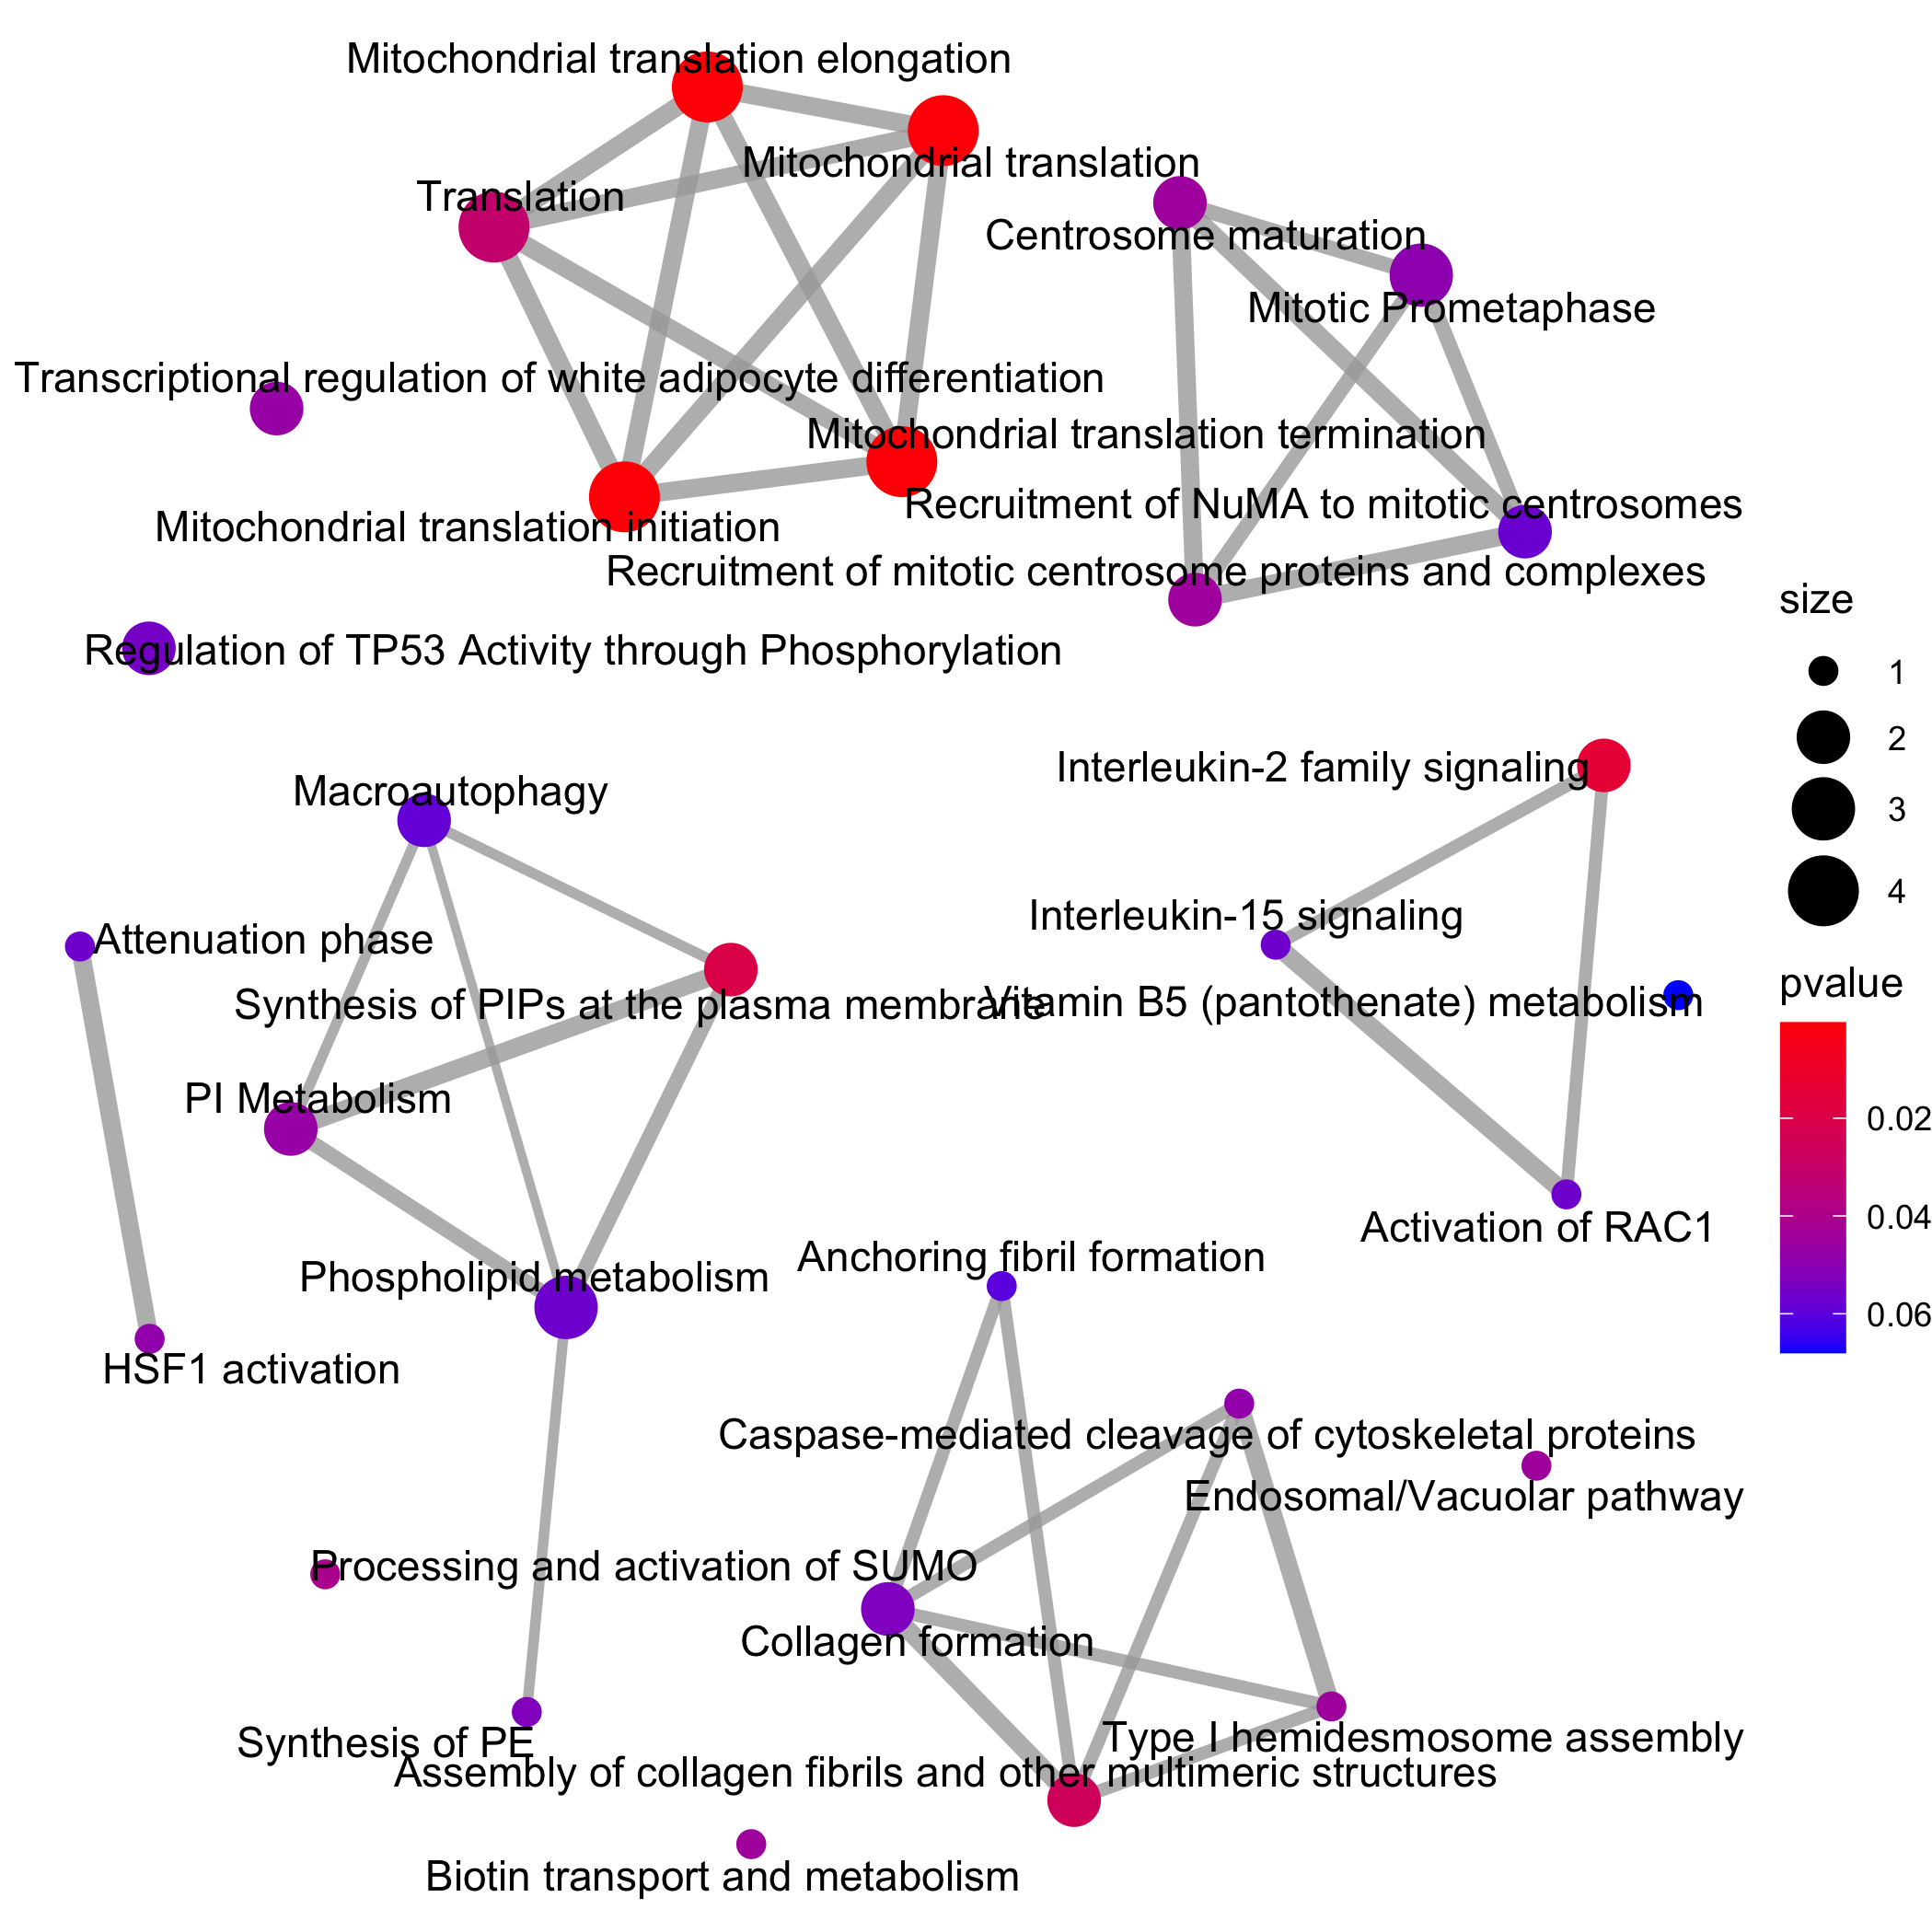 Mitochondrial translation elongation
Mitochondrial translation
Translation
Centrosome maturation
Mitotic Prometaphase
Transcriptional regulation of white adipocyte differentiation
Mitochondrial translation termination
Recruitment of NuMA to mitotic centrosomes
Mitochondrial translation initiation
Recruitment of mitotic centrosome proteins and complexes
size
Regulation of TP53 Activity through Phosphorylation
1
2
3
4
Interleukin-2 family signaling
Macroautophagy
Interleukin-15 signaling
Attenuation phase
pvalue
Synthesis of PIPs at the plasma membrane
Vitamin B5 (pantothenate) metabolism
PI Metabolism
0.02
0.04
0.06
Activation of RAC1
Anchoring fibril formation
Phospholipid metabolism
HSF1 activation
Caspase-mediated cleavage of cytoskeletal proteins
Endosomal/Vacuolar pathway
Processing and activation of SUMO
Collagen formation
Type I hemidesmosome assembly
Synthesis of PE
Assembly of collagen fibrils and other multimeric structures
Biotin transport and metabolism